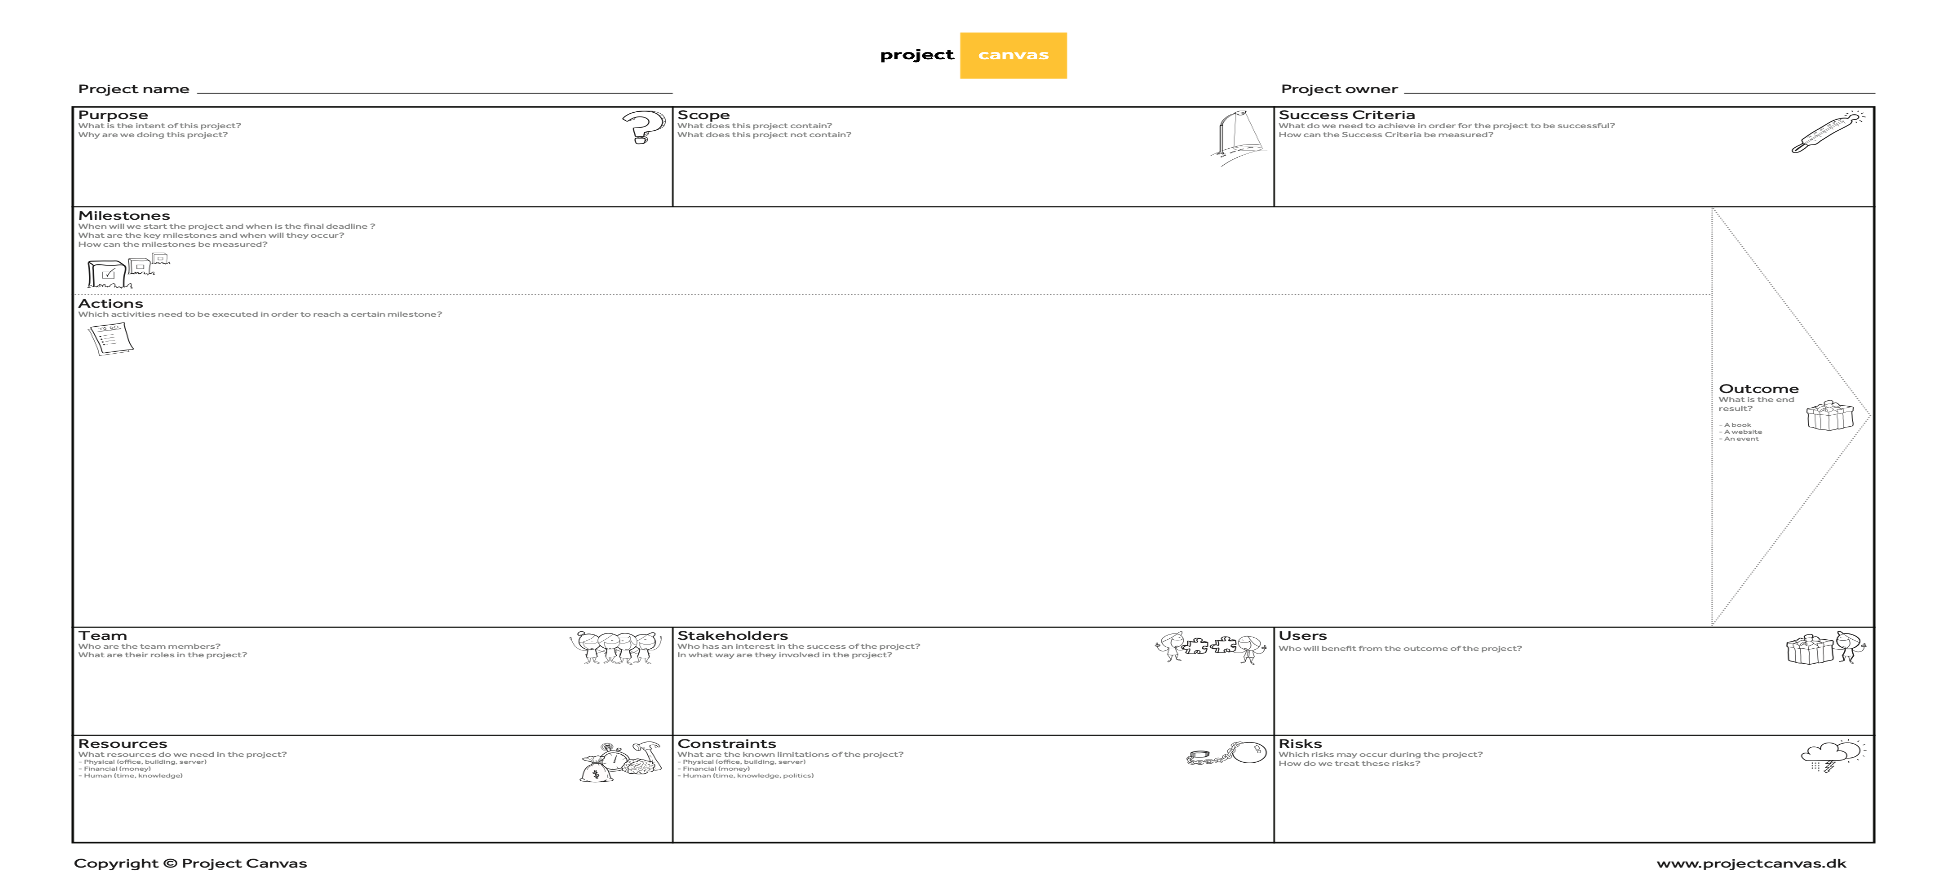 project canvas
Project name
Project owner
Purpose
What is the intent of this project?
Why are we doing this project?
Scope
What does this project contain?
What does this project not contain?
Success Criteria
What do we need to achieve in order for the project to be successful?
How can the Success Criteria be measured?
Milestones
When will we start the project and when is the final deadline ?
What are the key milestones and when will they occur?
How can the milestones be measured?
Actions
Which activities need to be executed in order to reach a certain milestone?
Outcome
What is the end
result?
- A book
- A website
- An event
Team
Who are the team members?
What are their roles in the project?
Stakeholders
Who has an interest in the success of the project?
In what way are they involved in the project?
Users
Who will benefit from the outcome of the project?
Resources
What resources do we need in the project?
- Physical (office, building, server)
- Financial (money)
- Human (time, knowledge)
Constraints
What are the known limitations of the project?
- Physical (office, building, server)
- Financial (money)
- Human (time, knowledge, politics)
Risks
Which risks may occur during the project?
How do we treat these risks?
Copyright © Project Canvas
www.projectcanvas.dk